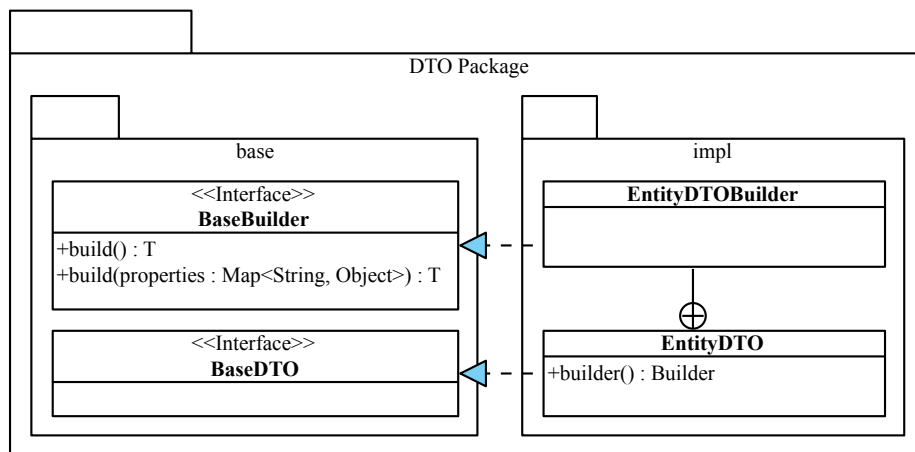 DTO Package
base
<<Interface>>
BaseBuilder
+build() : T
+build(properties : Map<String, Object>) : T
<<Interface>>
BaseDTO
impl
EntityDTOBuilder
EntityDTO
+builder() : Builder